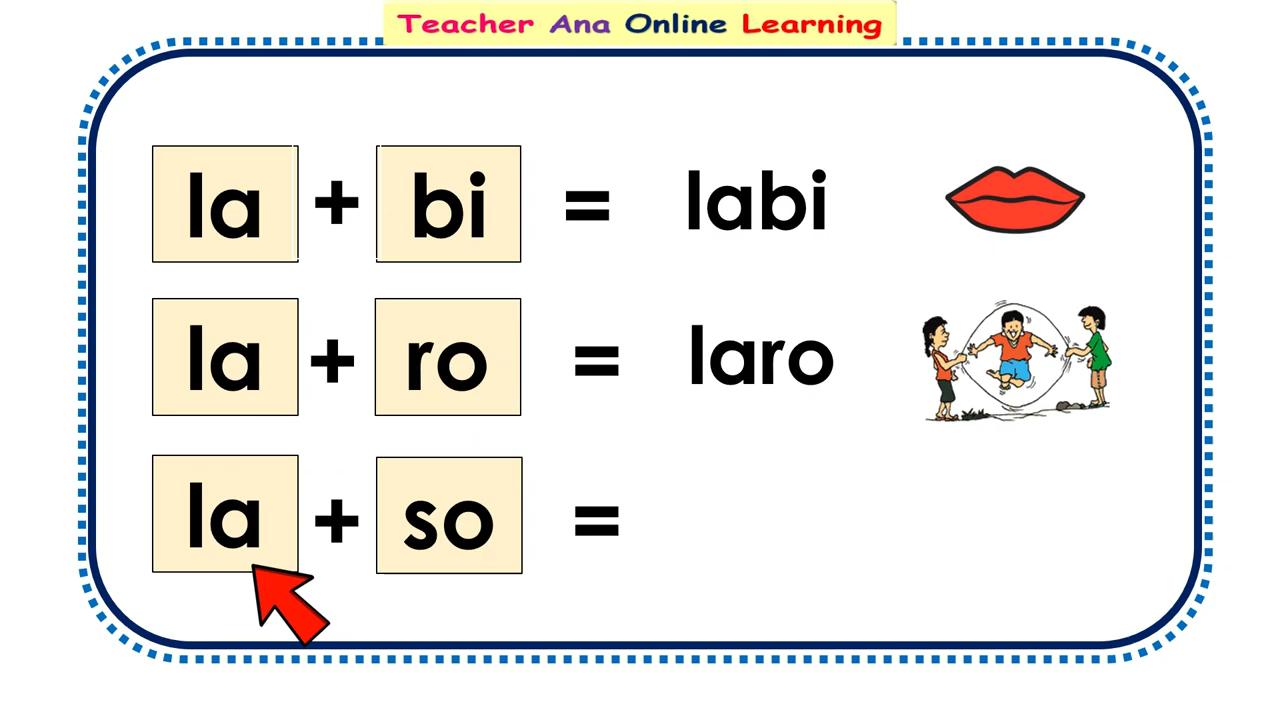 Teacher Ana Online Learning
la + bi = labi
la + ro = laro
la + so =